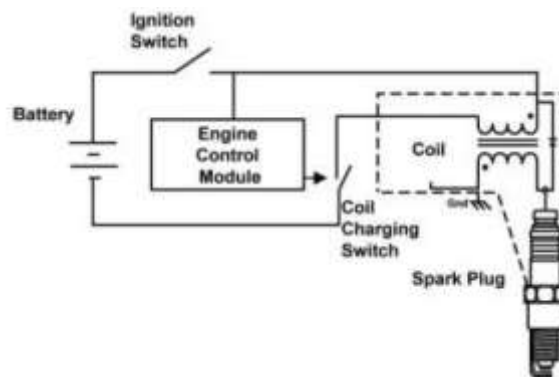 Ignition
Switch
Battery
Engine
Control
Module
Coil
Coil
Charging
Switch
Gnd
Spark Plug